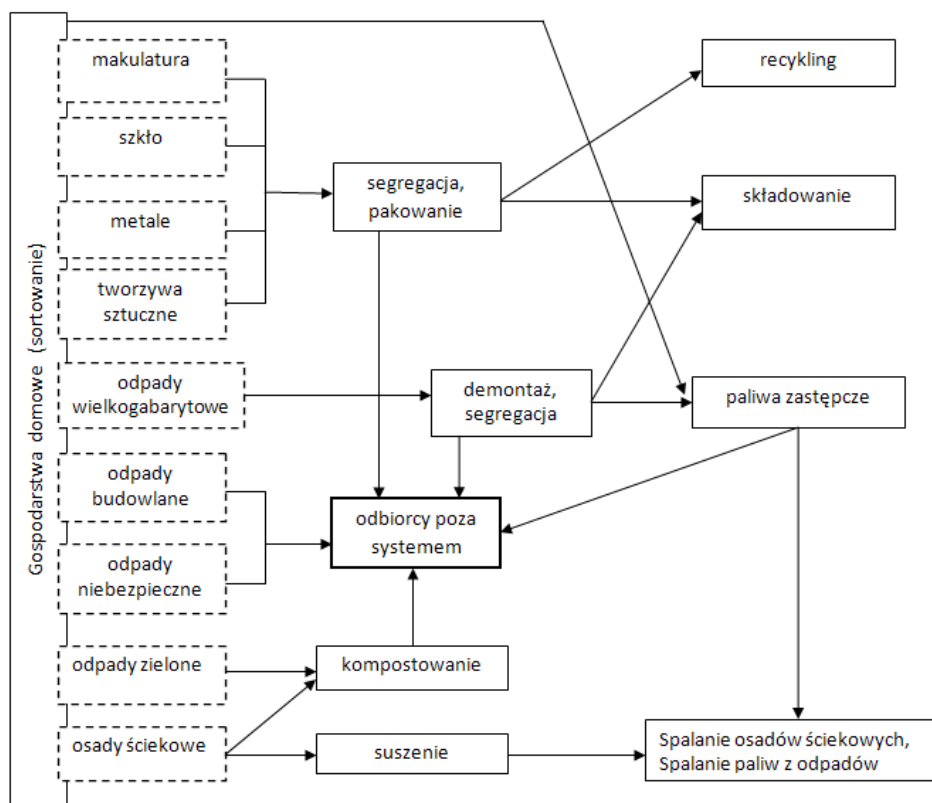 Gospodarstwa domowe (sortowanie)
makulatura
szkło
metale
tworzywa
sztuczne
odpady
wielkogabarytowe
odpady
budowlane
odpady
niebezpieczne
odpady zielone
osady ściekowe
segregacja,
pakowanie
demontaż,
segregacja
odbiorcy poza
systemem
kompostowanie
suszenie
recykling
składowanie
paliwa zastępcze
Spalanie osadów ściekowych,
Spalanie paliw z odpadów